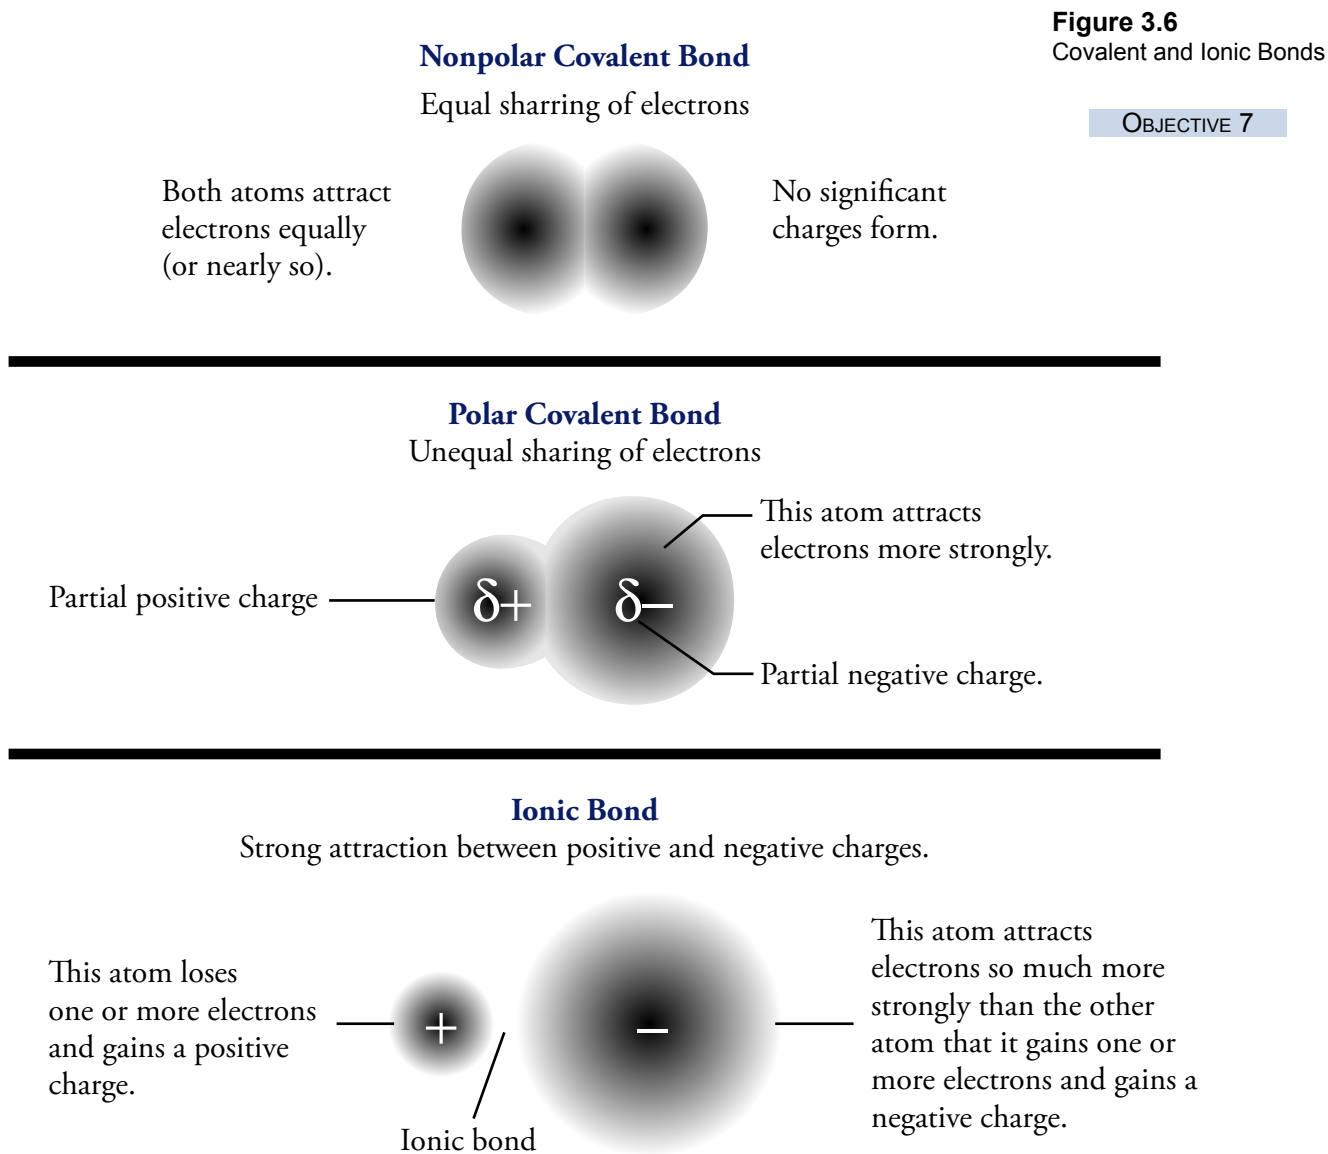 Figure 3.6
Covalent and Ionic Bonds
OBJECTIVE 7
Nonpolar Covalent Bond
Equal sharring of electrons
Both atoms attract
electrons equally
(or nearly so).
No significant
charges form.
Polar Covalent Bond
Unequal sharing of electrons
This atom attracts
electrons more strongly.
Partial positive charge
δ+
δ–
Partial negative charge.
Ionic Bond
Strong attraction between positive and negative charges.
This atom loses
one or more electrons
and gains a positive
charge.
+
–
This atom attracts
electrons so much more
strongly than the other
atom that it gains one or
more electrons and gains a
negative charge.
Ionic bond